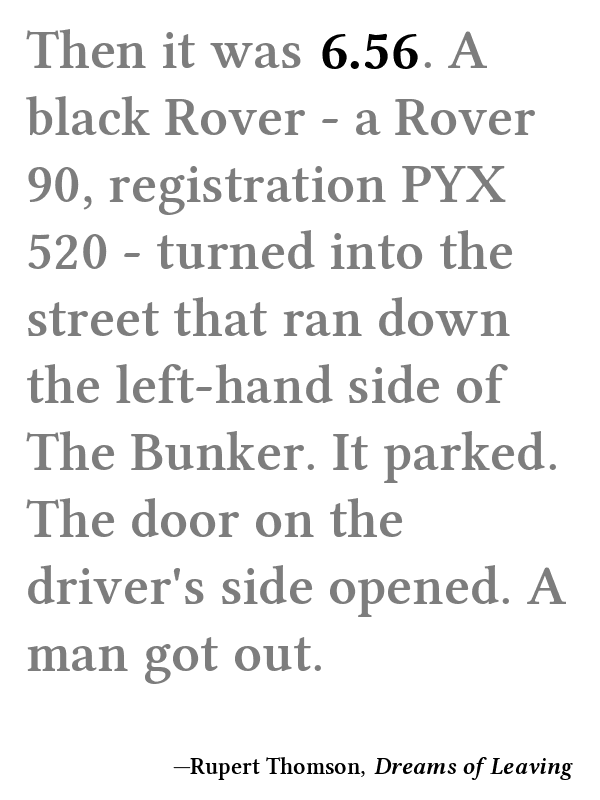 Then it was 6.56. A
black Rover - a Rover
90, registration PYX
520 - turned into the
street that ran down
the left-hand side of
The Bunker. It parked.
The door on the
driver's side opened. A
man got out.
—Rupert Thomson, Dreams of Leaving